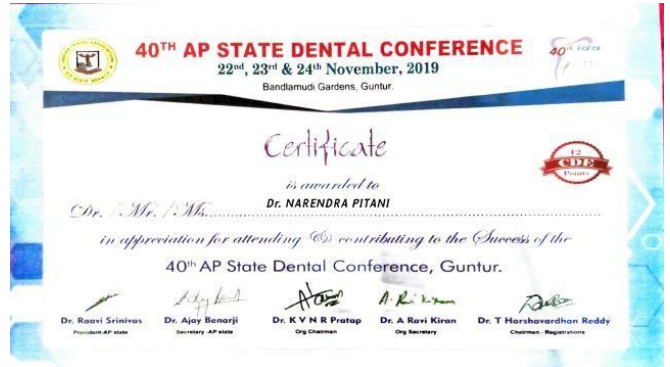 40TH AP STATE DENTAL CONFERENCE
22nd, 23rd & 24th November, 2019
Bandlamudi Gardens, Guntur.
Certificate
12
CDE
Points
is awarded to
Dr. / Mr. / Ms. Dr. NARENDRA PITANI
in appreciation for attending & contributing to the Success of the
40th AP State Dental Conference, Guntur.
Dr. Raavi Srinivas Dr. Ajay Benarji Dr. K V N R Pratap Dr. A Ravi Kiran Dr. T Harshavardhan Reddy
President-AP state Secretary -AP state Org Chairman Org Secretary Chairman - Registrations